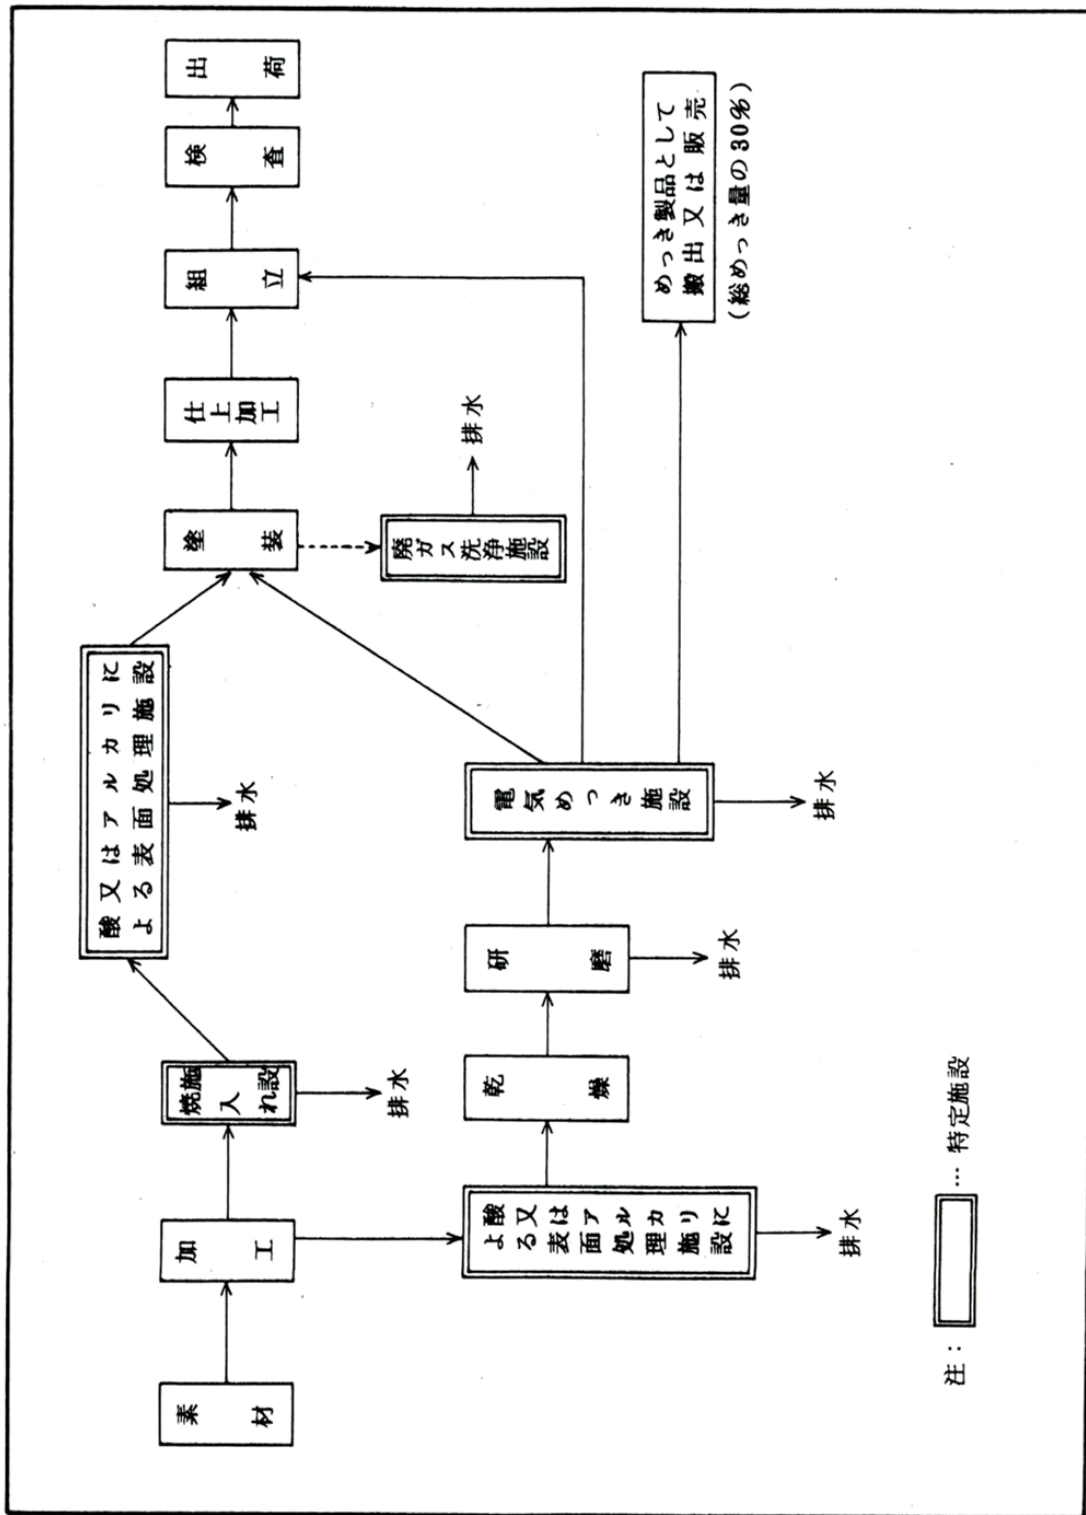 素材
加工
焼入れ
施設
排水
酸又はアルカリに
よる表面処理施設
排水
塗装
仕上
加工
組立
検査
出荷
廃ガス洗浄施設
排水
酸又はアルカリに
よる表面処理施設
排水
乾燥
研磨
排水
電気めっき施設
排水
めっき製品として
搬出又は販売
(総めっき量の30%)
注: … 特定施設